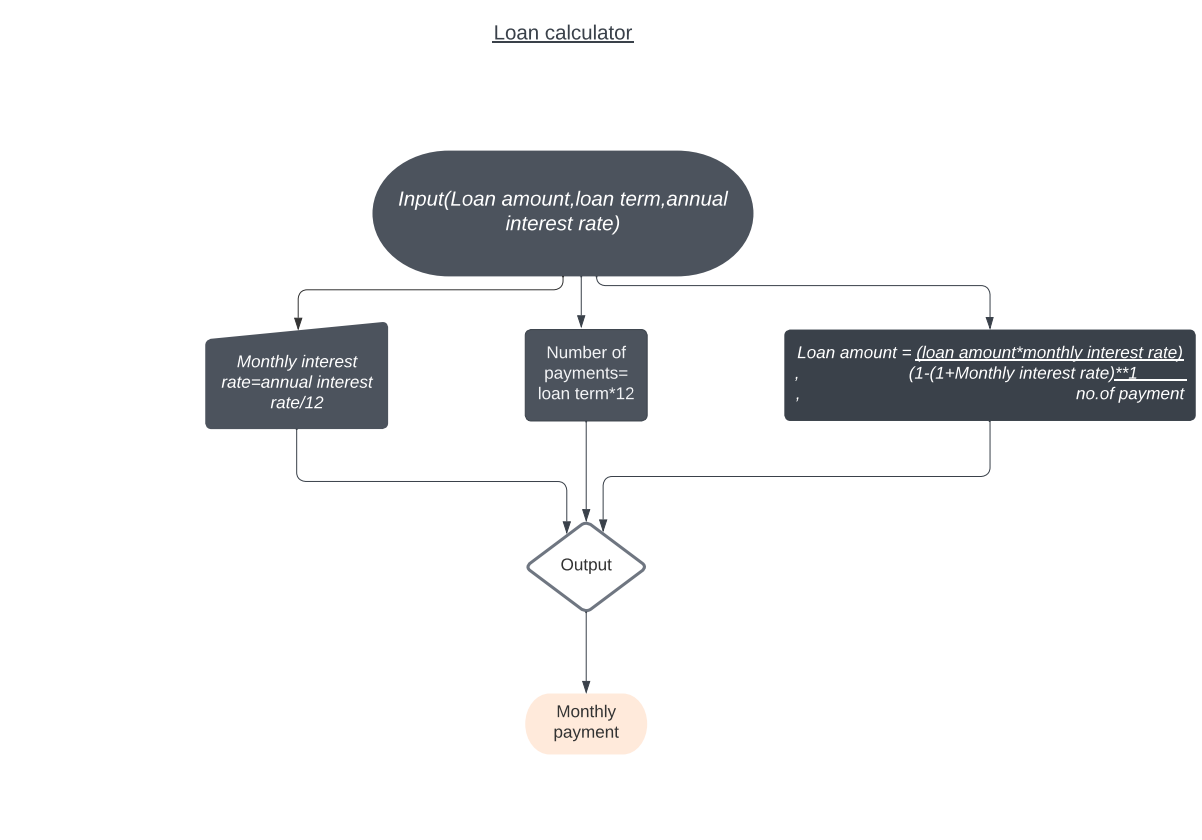 Loan calculator
Input(Loan amount,loan term,annual
interest rate)
Monthly interest
rate=annual interest
rate/12
Number of
payments=
loan term*12
Loan amount = (loan amount*monthly interest rate)
, (1-(1+Monthly interest rate)**1
, no.of payment
Output
Monthly
payment